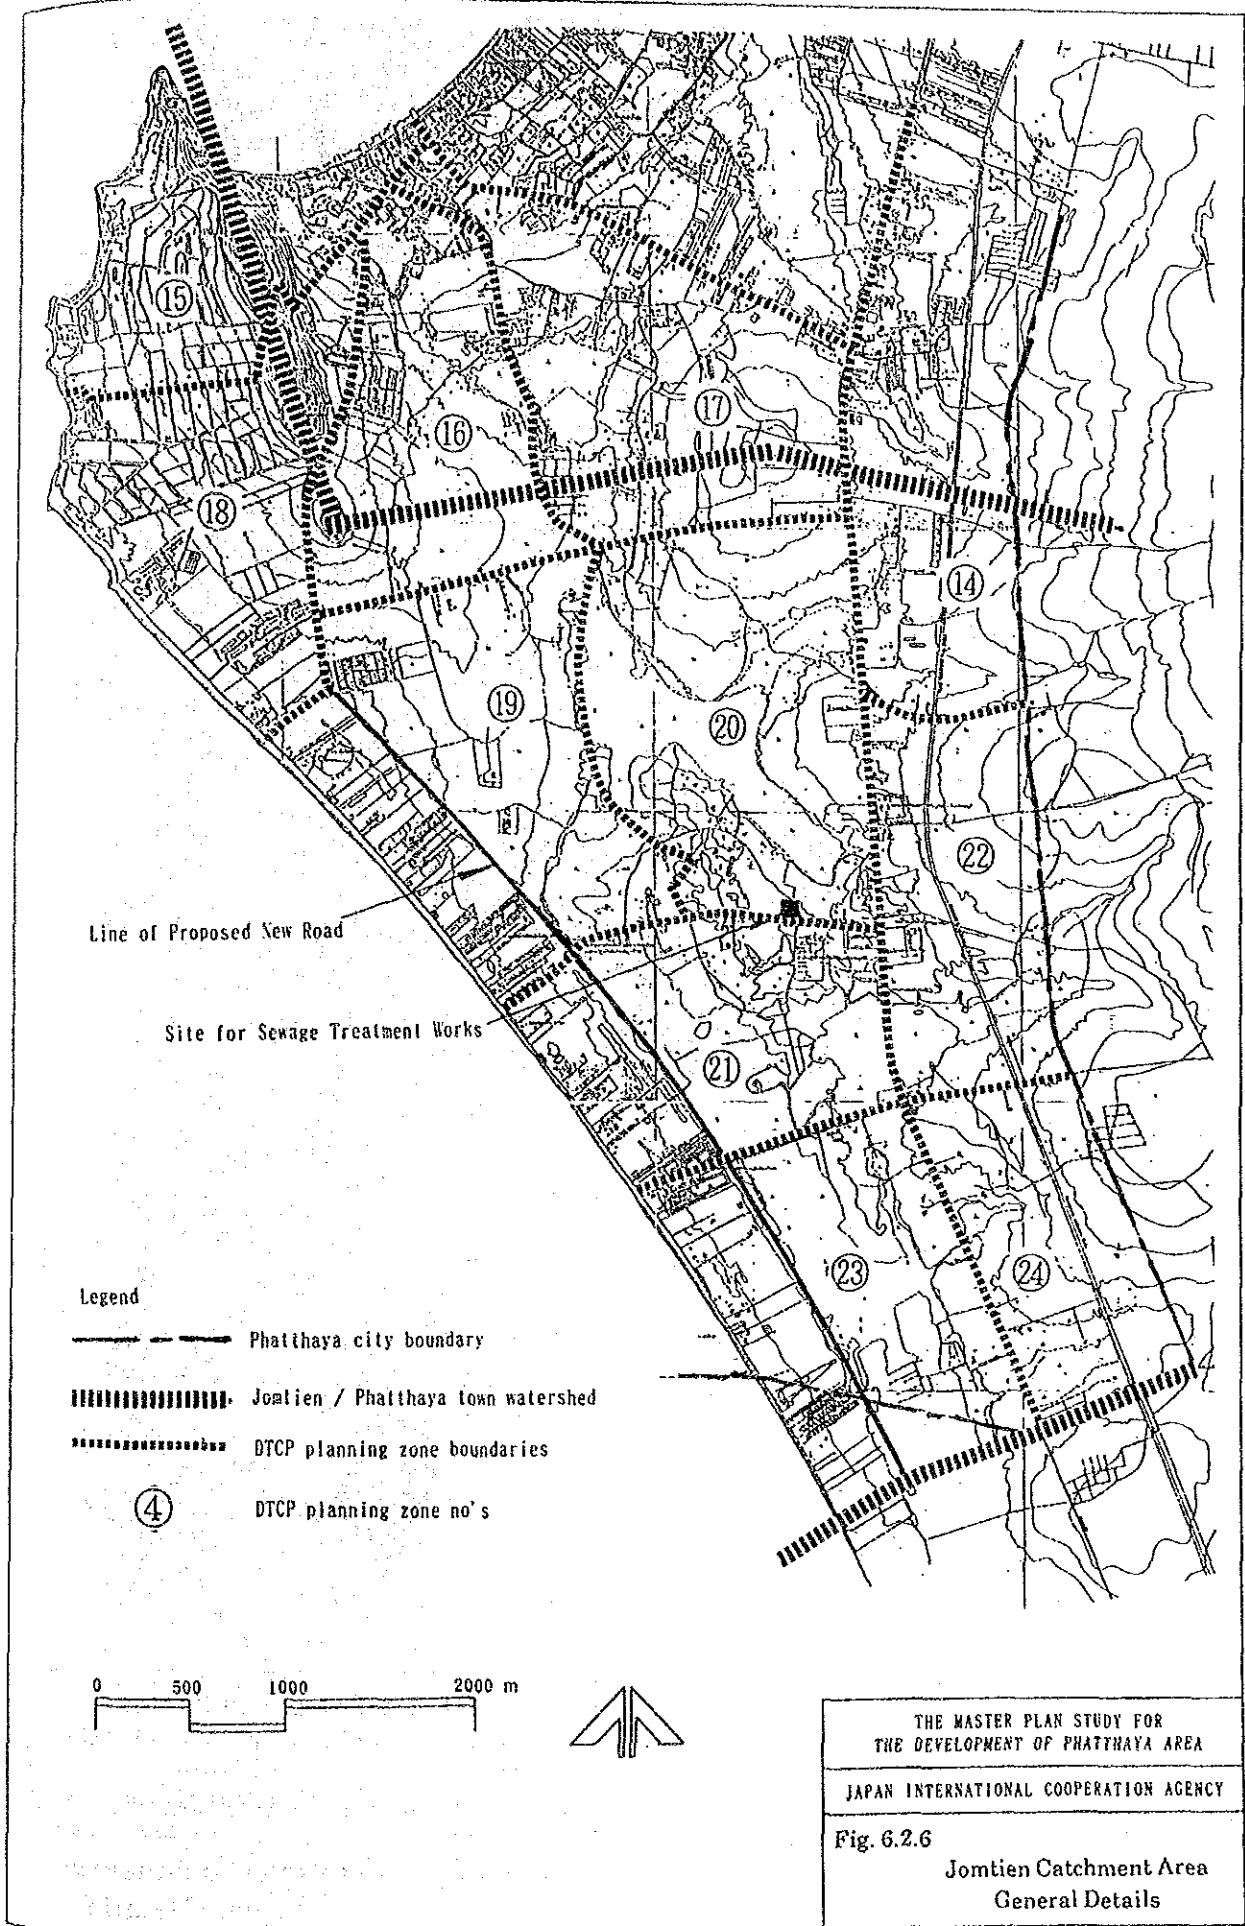 15
17
16
18
14
19
20
22
Line of Proposed New Road
Site for Sewage Treatment Works
21
23
24
Legend
Phatthaya city boundary
Jomtien / Phatthaya town watershed
DTCP planning zone boundaries
4
DTCP planning zone no's
0 500 1000 2000 m
THE MASTER PLAN STUDY FOR
THE DEVELOPMENT OF PHATTHAYA AREA
JAPAN INTERNATIONAL COOPERATION AGENCY
Fig. 6.2.6
Jomtien Catchment Area
General Details